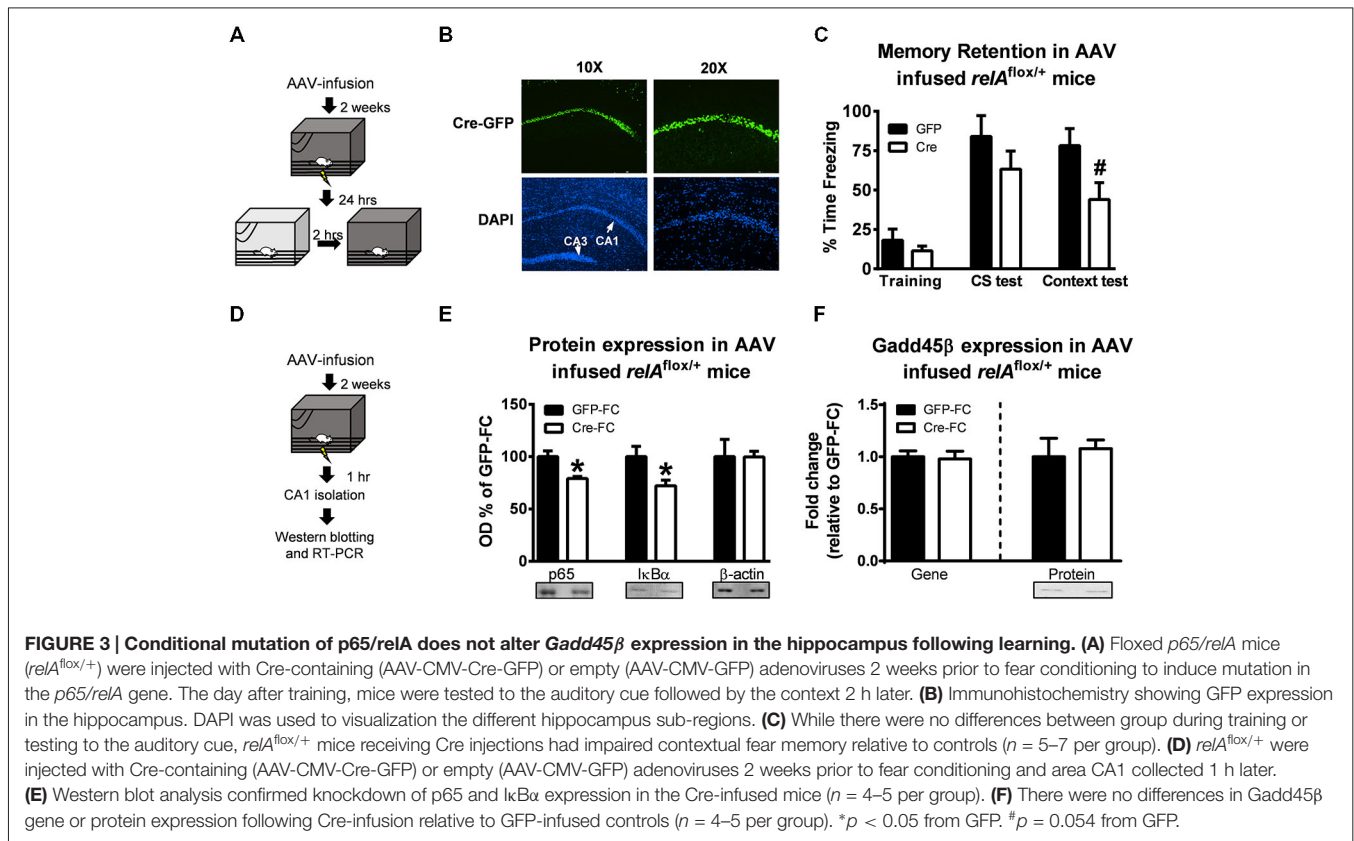 A
AAV-infusion
2 weeks
24 hrs
2 hrs
B
10X
20X
Cre-GFP
DAPI
CA3
CA1
C
Memory Retention in AAV
infused relA^flox/+ mice
% Time Freezing
100
75
50
25
0
GFP
Cre
#
Training
CS test
Context test
D
AAV-infusion
2 weeks
1 hr
CA1 isolation
Western blotting
and RT-PCR
E
Protein expression in AAV
infused relA^flox/+ mice
OD % of GFP-FC
150
100
50
0
GFP-FC
Cre-FC
*
*
p65
IκBα
β-actin
F
Gadd45β expression in AAV
infused relA^flox/+ mice
Fold change
(relative to GFP-FC)
1.5
1.0
0.5
0.0
GFP-FC
Cre-FC
Gene
Protein
FIGURE 3 | Conditional mutation of p65/relA does not alter Gadd45β expression in the hippocampus following learning. (A) Floxed p65/relA mice
(relA^flox/+) were injected with Cre-containing (AAV-CMV-Cre-GFP) or empty (AAV-CMV-GFP) adenoviruses 2 weeks prior to fear conditioning to induce mutation in
the p65/relA gene. The day after training, mice were tested to the auditory cue followed by the context 2 h later. (B) Immunohistochemistry showing GFP expression
in the hippocampus. DAPI was used to visualization the different hippocampus sub-regions. (C) While there were no differences between group during training or
testing to the auditory cue, relA^flox/+ mice receiving Cre injections had impaired contextual fear memory relative to controls (n = 5–7 per group). (D) relA^flox/+ were
injected with Cre-containing (AAV-CMV-Cre-GFP) or empty (AAV-CMV-GFP) adenoviruses 2 weeks prior to fear conditioning and area CA1 collected 1 h later.
(E) Western blot analysis confirmed knockdown of p65 and IκBα expression in the Cre-infused mice (n = 4–5 per group). (F) There were no differences in Gadd45β
gene or protein expression following Cre-infusion relative to GFP-infused controls (n = 4–5 per group). *p < 0.05 from GFP. #p = 0.054 from GFP.